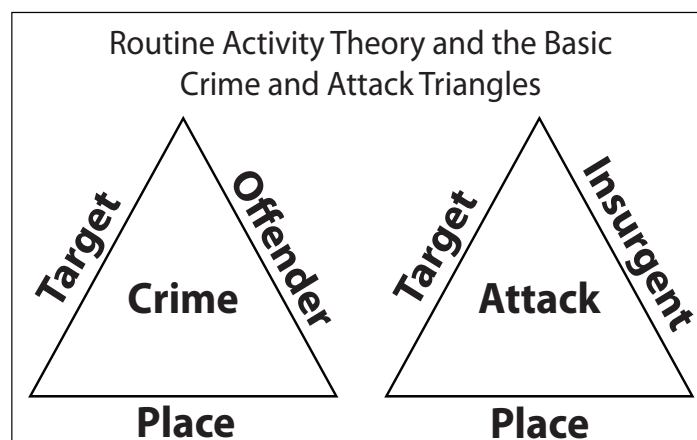 Routine Activity Theory and the Basic
Crime and Attack Triangles
Target
Offender
Crime
Place
Target
Insurgent
Attack
Place